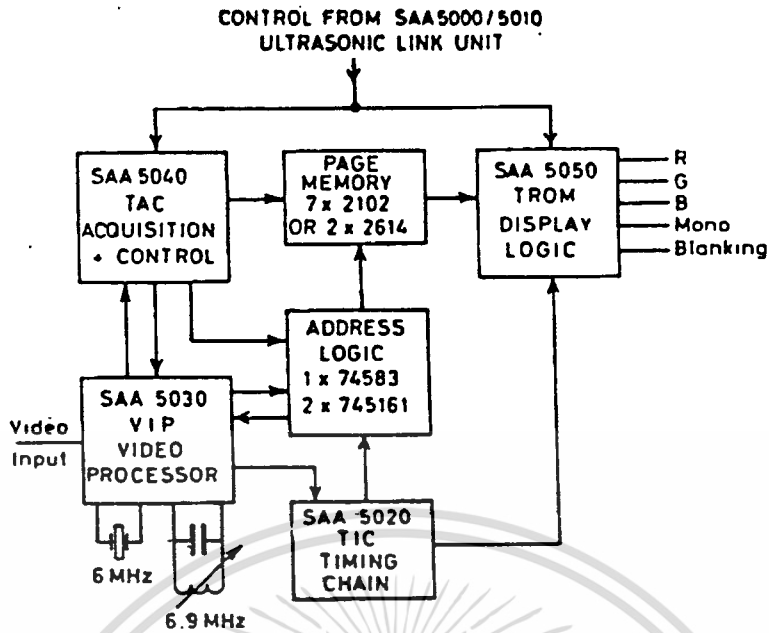 CONTROL FROM SAA5000/5010
ULTRASONIC LINK UNIT
SAA 5040
TAC
ACQUISITION
+ CONTROL
PAGE
MEMORY
7 x 2102
OR 2 x 2614
SAA 5050
TROM
DISPLAY
LOGIC
R
G
B
Mono
Blanking
ADDRESS
LOGIC
1 x 74583
2 x 745161
SAA 5030
VIP
VIDEO
PROCESSOR
Video
Input
SAA 5020
TIC
TIMING
CHAIN
6 MHz
6.9 MHz